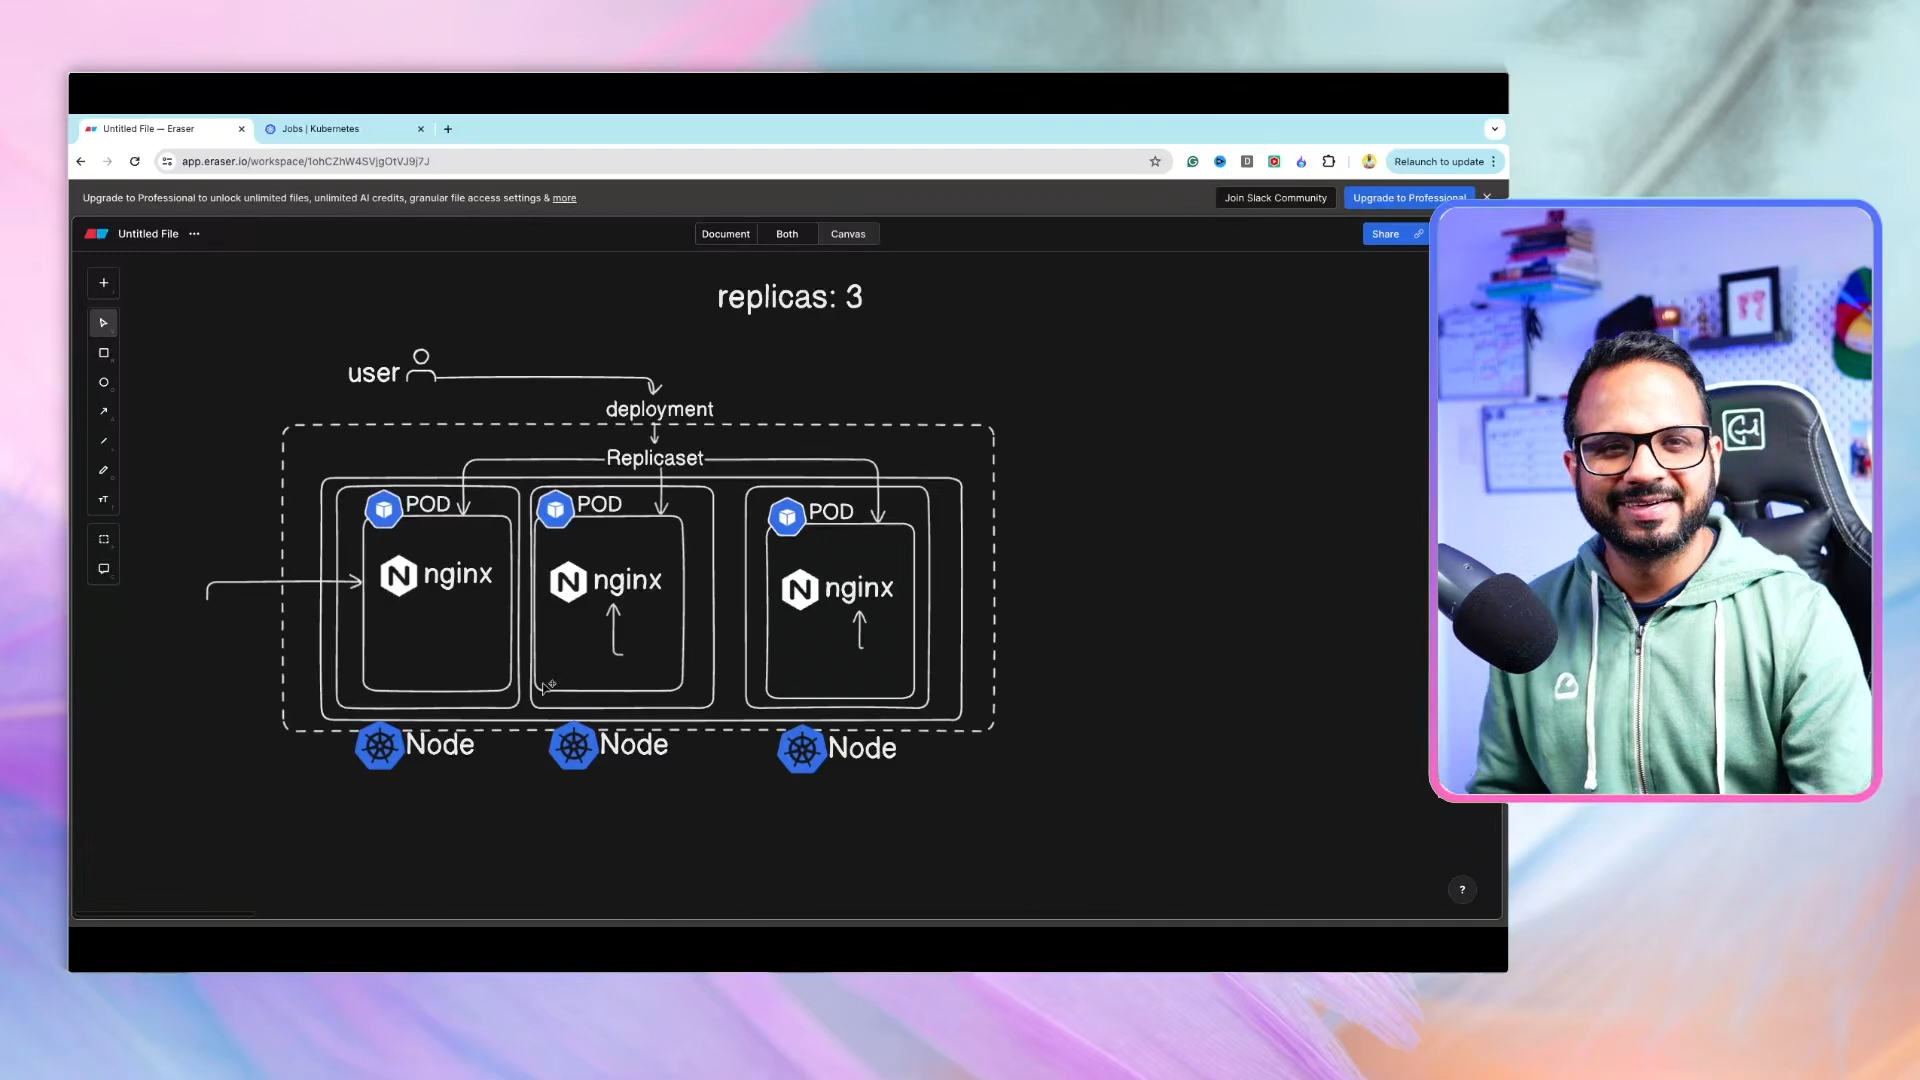 Untitled File — Eraser
Jobs | Kubernetes
app.eraser.io/workspace/1ohCZhW4SVjgOtVJ9j7J
Relaunch to update
Upgrade to Professional to unlock unlimited files, unlimited AI credits, granular file access settings & more
Join Slack Community
Upgrade to Professional
Untitled File
Document
Both
Canvas
Share
replicas: 3
user
deployment
Replicaset
POD
POD
POD
nginx
nginx
nginx
Node
Node
Node
?